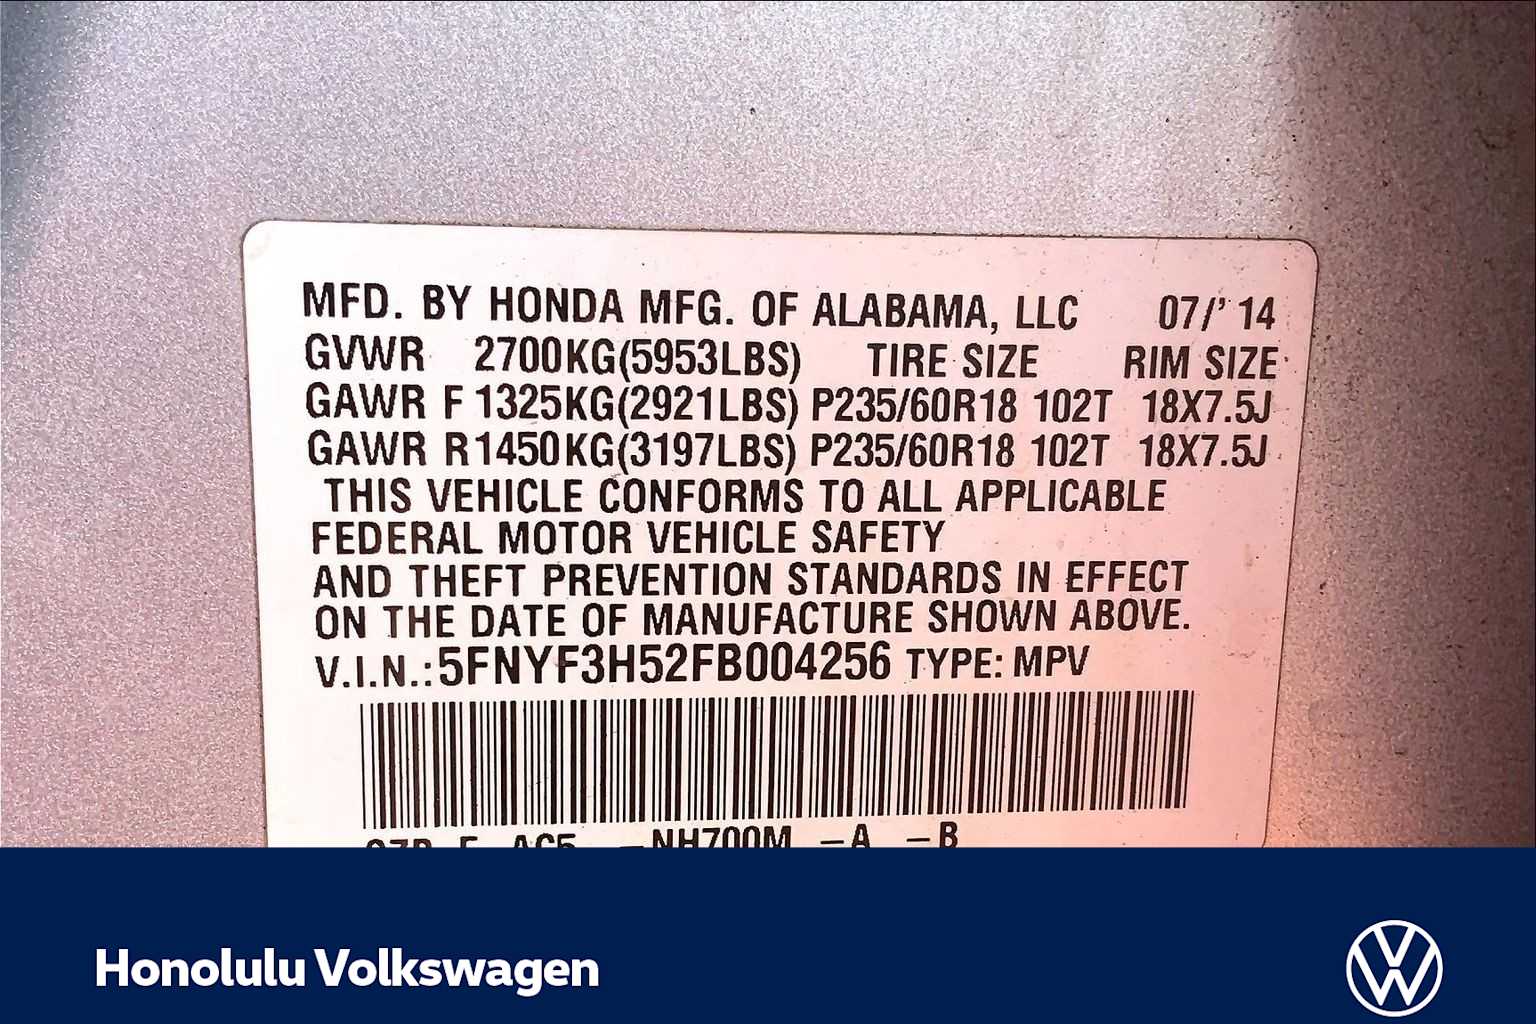 MFD. BY HONDA MFG. OF ALABAMA, LLC 07/' 14
GVWR 2700KG(5953LBS) TIRE SIZE RIM SIZE
GAWR F 1325KG(2921LBS) P235/60R18 102T 18X7.5J
GAWR R 1450KG(3197LBS) P235/60R18 102T 18X7.5J
THIS VEHICLE CONFORMS TO ALL APPLICABLE
FEDERAL MOTOR VEHICLE SAFETY
AND THEFT PREVENTION STANDARDS IN EFFECT
ON THE DATE OF MANUFACTURE SHOWN ABOVE.
V.I.N.: 5FNYF3H52FB004256 TYPE: MPV
NH700M – A – B
Honolulu Volkswagen